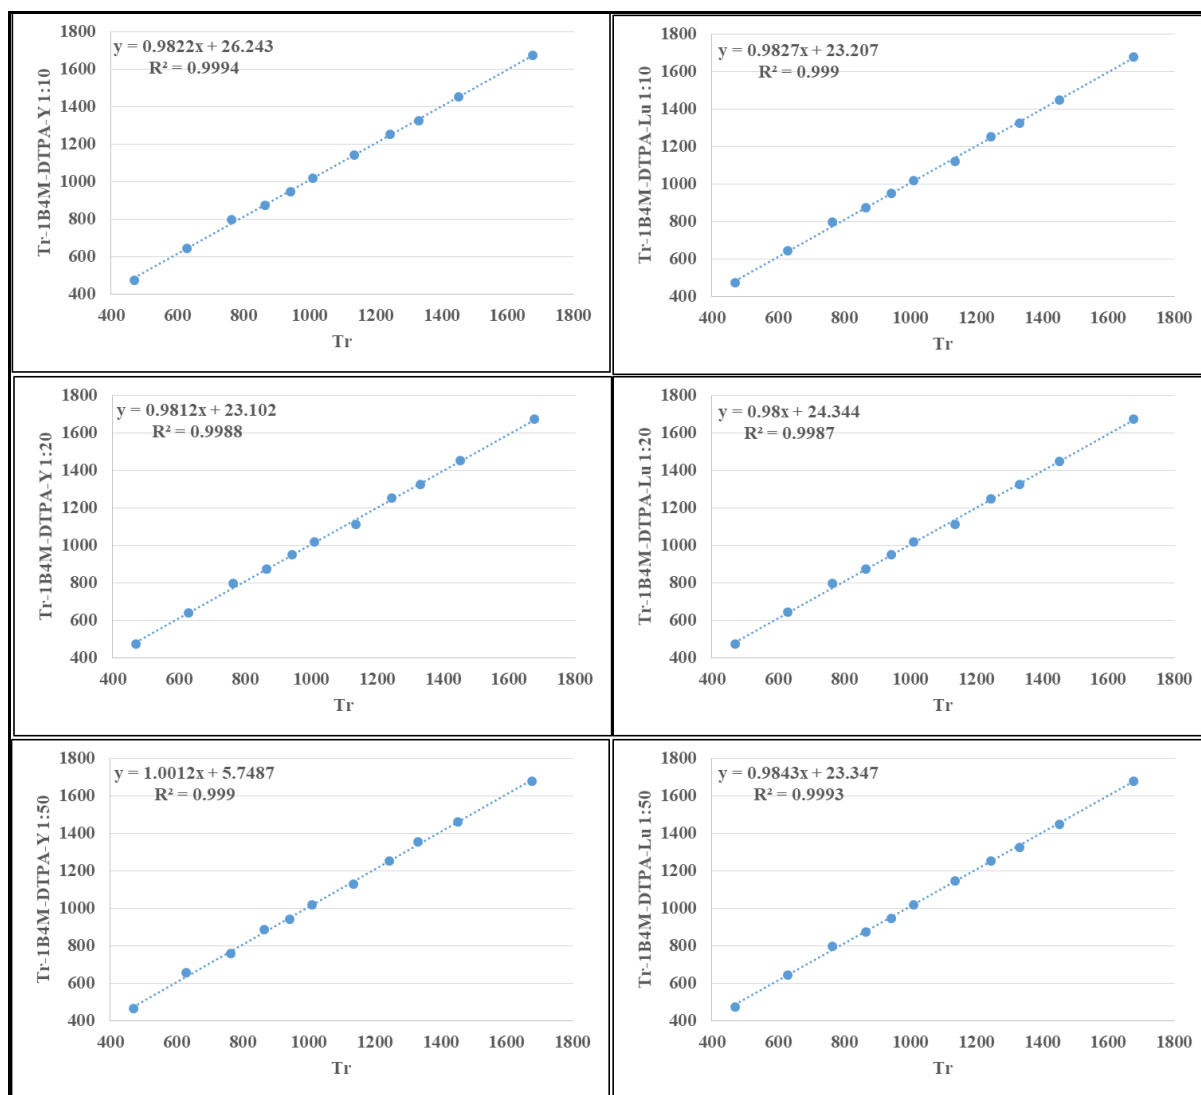 y = 0.9822x + 26.243
R² = 0.9994
Tr-1B4M-DTPA-Y 1:10
1800
1600
1400
1200
1000
800
600
400
400 600 800 1000 1200 1400 1600 1800
Tr
y = 0.9827x + 23.207
R² = 0.999
Tr-1B4M-DTPA-Lu 1:10
1800
1600
1400
1200
1000
800
600
400
400 600 800 1000 1200 1400 1600 1800
Tr
y = 0.9812x + 23.102
R² = 0.9988
Tr-1B4M-DTPA-Y 1:20
1800
1600
1400
1200
1000
800
600
400
400 600 800 1000 1200 1400 1600 1800
Tr
y = 0.98x + 24.344
R² = 0.9987
Tr-1B4M-DTPA-Lu 1:20
1800
1600
1400
1200
1000
800
600
400
400 600 800 1000 1200 1400 1600 1800
Tr
y = 1.0012x + 5.7487
R² = 0.999
Tr-1B4M-DTPA-Y 1:50
1800
1600
1400
1200
1000
800
600
400
400 600 800 1000 1200 1400 1600 1800
Tr
y = 0.9843x + 23.347
R² = 0.9993
Tr-1B4M-DTPA-Lu 1:50
1800
1600
1400
1200
1000
800
600
400
400 600 800 1000 1200 1400 1600 1800
Tr